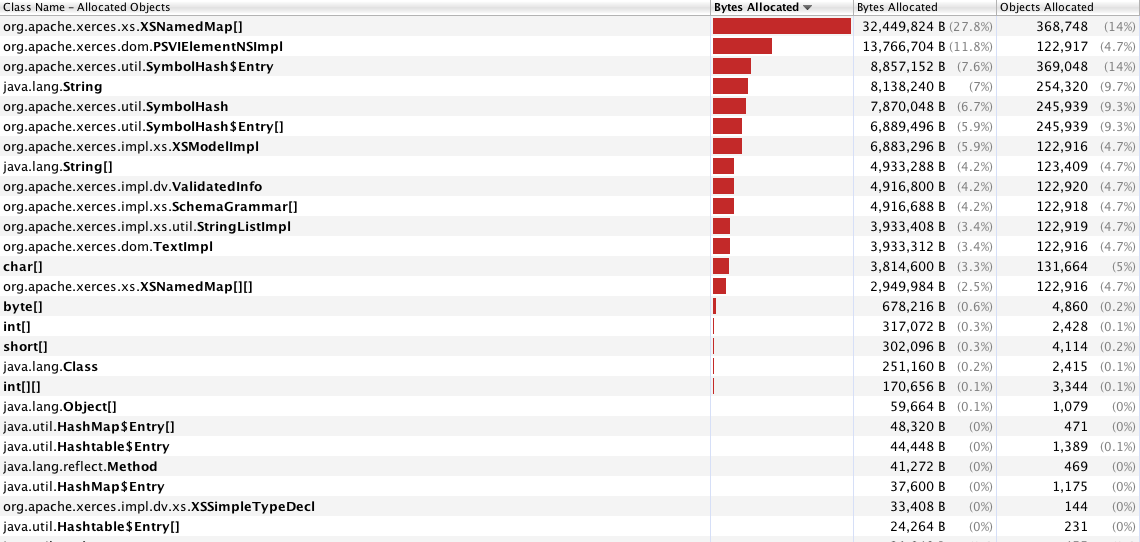 Class Name – Allocated Objects Bytes Allocated Bytes Allocated Objects Allocated
org.apache.xerces.xs.XSNamedMap[] 32,449,824 B (27.8%) 368,748 (14%)
org.apache.xerces.dom.PSVIElementNSImpl 13,766,704 B (11.8%) 122,917 (4.7%)
org.apache.xerces.util.SymbolHash$Entry 8,857,152 B (7.6%) 369,048 (14%)
java.lang.String 8,138,240 B (7%) 254,320 (9.7%)
org.apache.xerces.util.SymbolHash 7,870,048 B (6.7%) 245,939 (9.3%)
org.apache.xerces.util.SymbolHash$Entry[] 6,889,496 B (5.9%) 245,939 (9.3%)
org.apache.xerces.impl.xs.XSModelImpl 6,883,296 B (5.9%) 122,916 (4.7%)
java.lang.String[] 4,933,288 B (4.2%) 123,409 (4.7%)
org.apache.xerces.impl.dv.ValidatedInfo 4,916,800 B (4.2%) 122,920 (4.7%)
org.apache.xerces.impl.xs.SchemaGrammar[] 4,916,688 B (4.2%) 122,918 (4.7%)
org.apache.xerces.impl.xs.util.StringListImpl 3,933,408 B (3.4%) 122,919 (4.7%)
org.apache.xerces.dom.TextImpl 3,933,312 B (3.4%) 122,916 (4.7%)
char[] 3,814,600 B (3.3%) 131,664 (5%)
org.apache.xerces.xs.XSNamedMap[][] 2,949,984 B (2.5%) 122,916 (4.7%)
byte[] 678,216 B (0.6%) 4,860 (0.2%)
int[] 317,072 B (0.3%) 2,428 (0.1%)
short[] 302,096 B (0.3%) 4,114 (0.2%)
java.lang.Class 251,160 B (0.2%) 2,415 (0.1%)
int[][] 170,656 B (0.1%) 3,344 (0.1%)
java.lang.Object[] 59,664 B (0.1%) 1,079 (0%)
java.util.HashMap$Entry[] 48,320 B (0%) 471 (0%)
java.util.Hashtable$Entry 44,448 B (0%) 1,389 (0.1%)
java.lang.reflect.Method 41,272 B (0%) 469 (0%)
java.util.HashMap$Entry 37,600 B (0%) 1,175 (0%)
org.apache.xerces.impl.dv.xs.XSSimpleTypeDecl 33,408 B (0%) 144 (0%)
java.util.Hashtable$Entry[] 24,264 B (0%) 231 (0%)